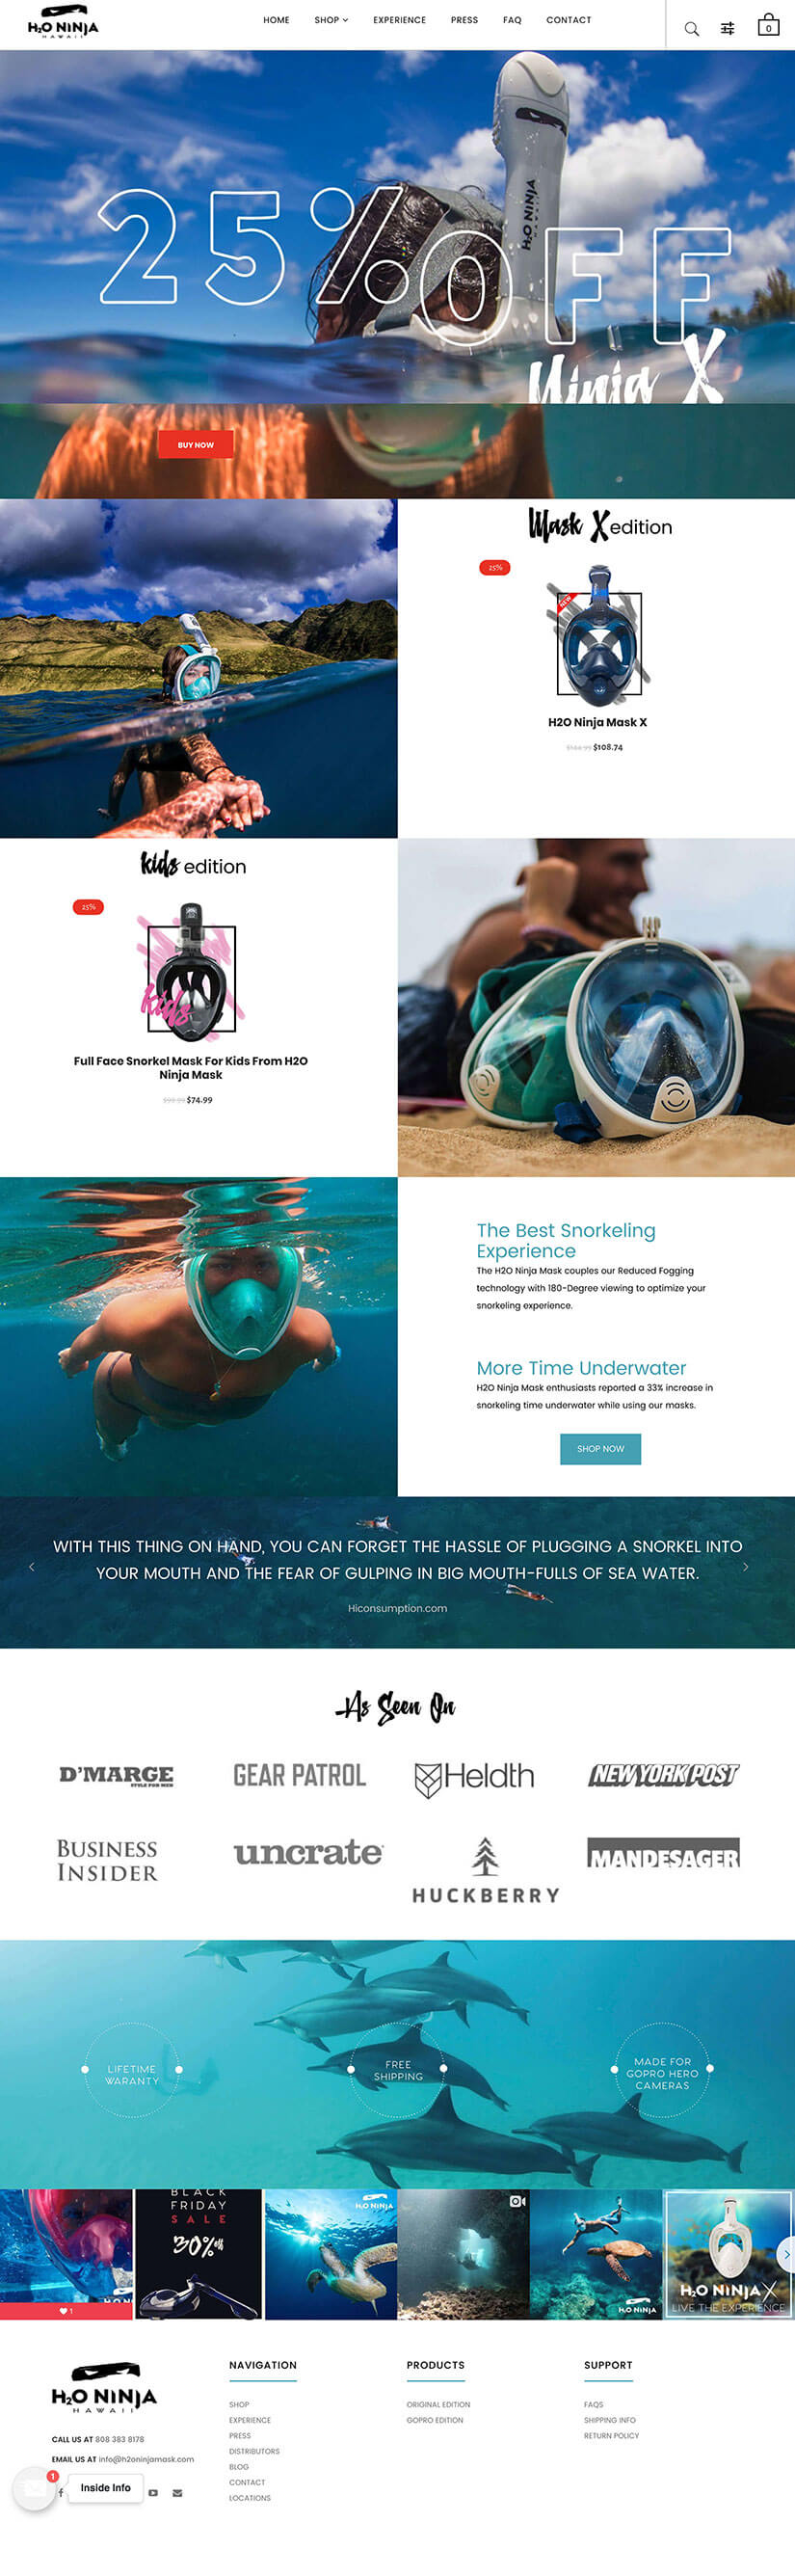 H2O NINJA
HAWAII
HOME SHOP EXPERIENCE PRESS FAQ CONTACT
0
H2O NINJA
HAWAII
25% OFF
Ninja X
BUY NOW
Mask X edition
25%
NEW
H2O Ninja Mask X
$144.99 $108.74
kids edition
25%
kids
Full Face Snorkel Mask For Kids From H2O
Ninja Mask
$99.99 $74.99
The Best Snorkeling
Experience
The H2O Ninja Mask couples our Reduced Fogging
technology with 180-Degree viewing to optimize your
snorkeling experience.
More Time Underwater
H2O Ninja Mask enthusiasts reported a 33% increase in
snorkeling time underwater while using our masks.
SHOP NOW
WITH THIS THING ON HAND, YOU CAN FORGET THE HASSLE OF PLUGGING A SNORKEL INTO
YOUR MOUTH AND THE FEAR OF GULPING IN BIG MOUTH-FULLS OF SEA WATER.
Hiconsumption.com
As Seen On
D'MARGE
STYLE FOR MEN
GEAR PATROL
Heldth
NEW YORK POST
BUSINESS
INSIDER
uncrate
HUCKBERRY
MANDESAGER
LIFETIME
WARANTY
FREE
SHIPPING
MADE FOR
GOPRO HERO
CAMERAS
1
BLACK
FRIDAY
SALE
30% off
H2O NINJA
H2O NINJA
H2O NINJA X
LIVE THE EXPERIENCE
H2O NINJA
HAWAII
CALL US AT 808 383 8178
EMAIL US AT info@h2oninjamask.com
1
Inside Info
NAVIGATION
SHOP
EXPERIENCE
PRESS
DISTRIBUTORS
BLOG
CONTACT
LOCATIONS
PRODUCTS
ORIGINAL EDITION
GOPRO EDITION
SUPPORT
FAQS
SHIPPING INFO
RETURN POLICY